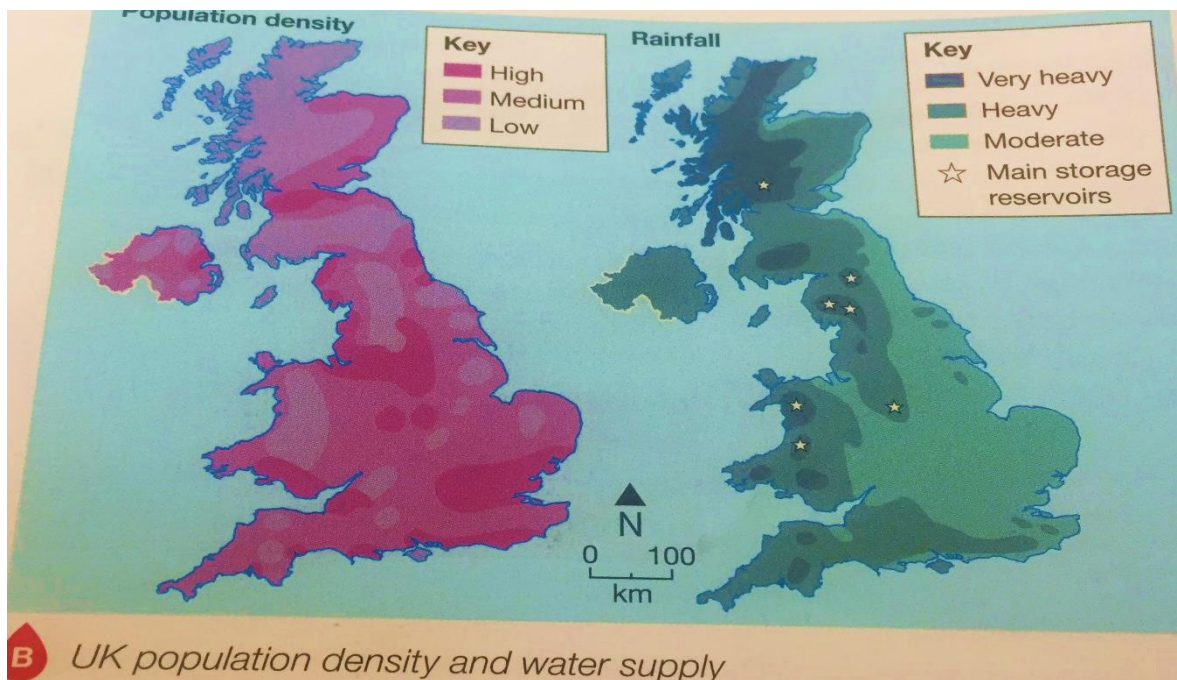 Population density
Key
High
Medium
Low
Rainfall
Key
Very heavy
Heavy
Moderate
Main storage
reservoirs
N
0 100
km
B UK population density and water supply